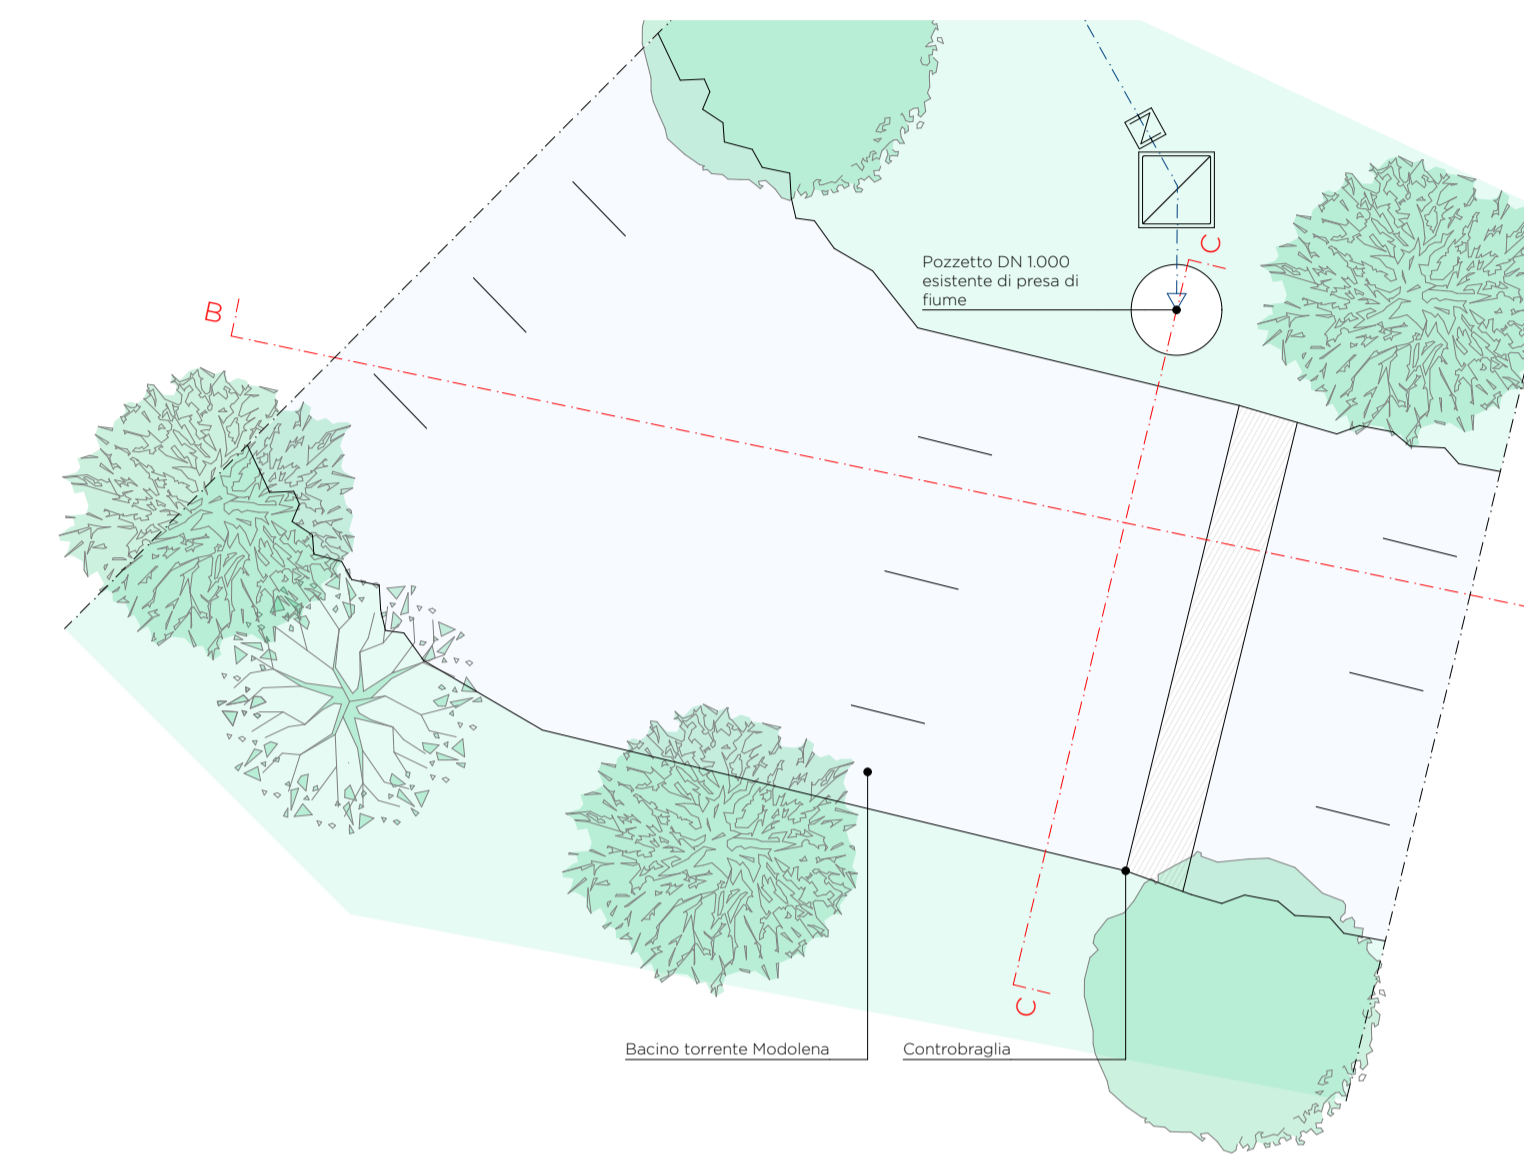 C
Pozzetto DN 1.000
esistente di presa di
fiume
B
C
Bacino torrente Modolena
Controbraglia